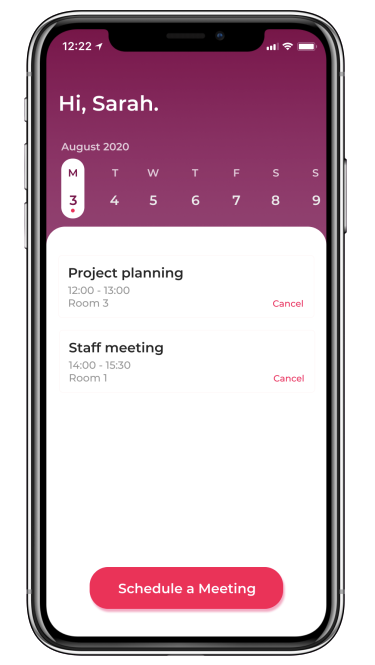 12:22
Hi, Sarah.
August 2020
M T W T F S S
3 4 5 6 7 8 9
Project planning
12:00 - 13:00
Room 3
Cancel
Staff meeting
14:00 - 15:30
Room 1
Cancel
Schedule a Meeting